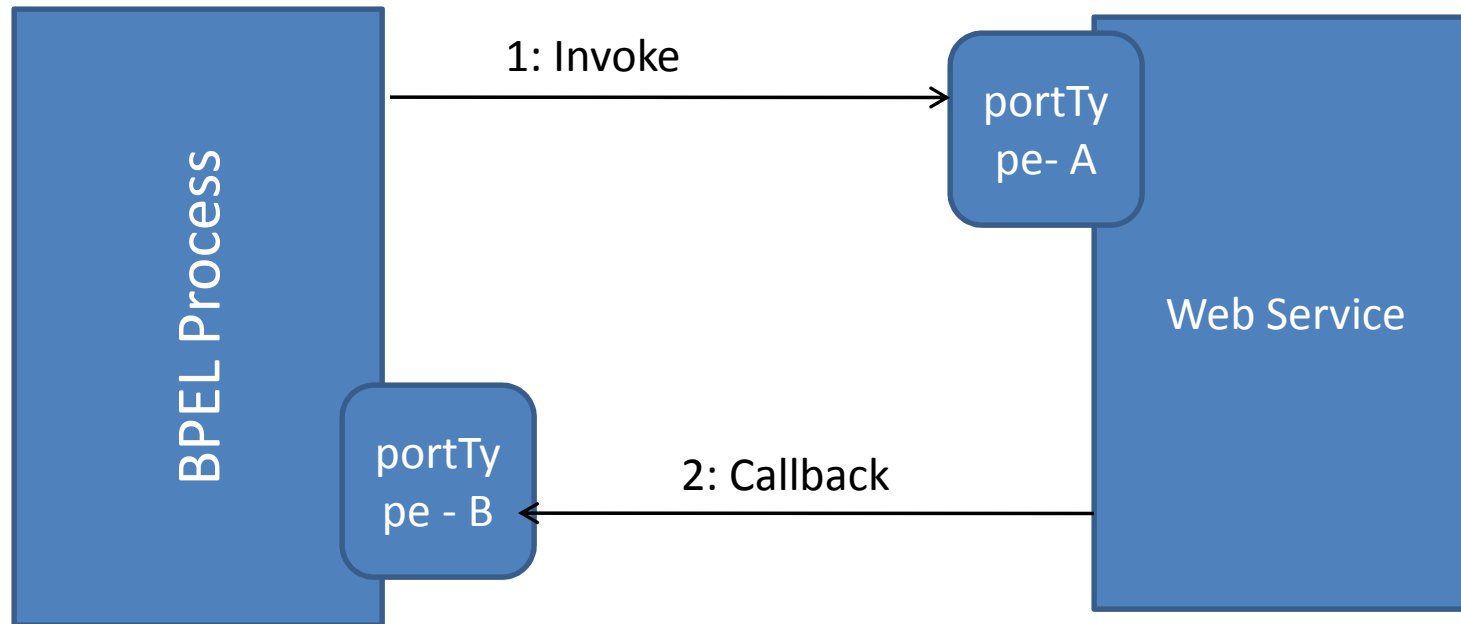 1: Invoke
portTy
pe- A
BPEL Process
Web Service
portTy
pe - B
2: Callback